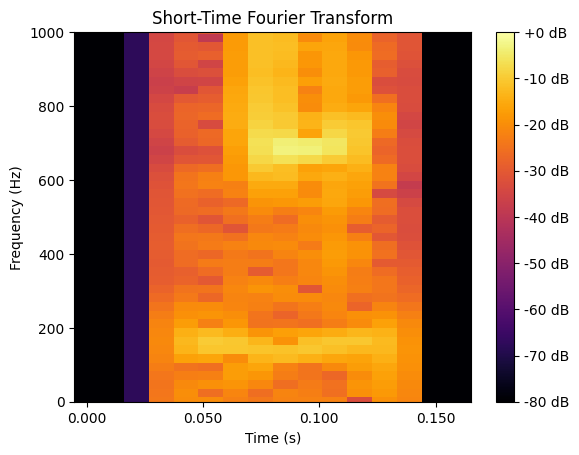 Short-Time Fourier Transform
1000
800
600
400
200
0
Frequency (Hz)
0.000
0.050
0.100
0.150
Time (s)
+0 dB
-10 dB
-20 dB
-30 dB
-40 dB
-50 dB
-60 dB
-70 dB
-80 dB